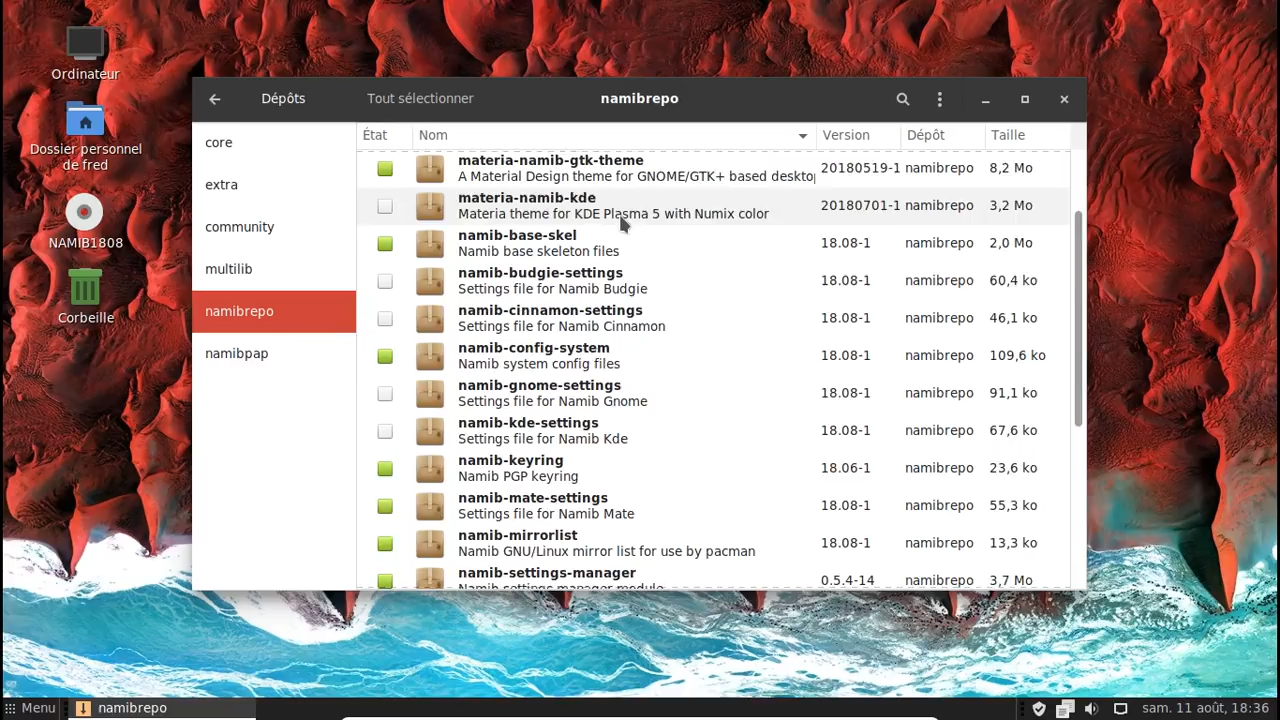 Ordinateur
Dossier personnel
de fred
NAMIB1808
Corbeille
Dépôts
Tout sélectionner
namibrepo
core
extra
community
multilib
namibrepo
namibpap
État Nom Version Dépôt Taille
materia-namib-gtk-theme 20180519-1 namibrepo 8,2 Mo
A Material Design theme for GNOME/GTK+ based deskto
materia-namib-kde 20180701-1 namibrepo 3,2 Mo
Materia theme for KDE Plasma 5 with Numix color
namib-base-skel 18.08-1 namibrepo 2,0 Mo
Namib base skeleton files
namib-budgie-settings 18.08-1 namibrepo 60,4 ko
Settings file for Namib Budgie
namib-cinnamon-settings 18.08-1 namibrepo 46,1 ko
Settings file for Namib Cinnamon
namib-config-system 18.08-1 namibrepo 109,6 ko
Namib system config files
namib-gnome-settings 18.08-1 namibrepo 91,1 ko
Settings file for Namib Gnome
namib-kde-settings 18.08-1 namibrepo 67,6 ko
Settings file for Namib Kde
namib-keyring 18.06-1 namibrepo 23,6 ko
Namib PGP keyring
namib-mate-settings 18.08-1 namibrepo 55,3 ko
Settings file for Namib Mate
namib-mirrorlist 18.08-1 namibrepo 13,3 ko
Namib GNU/Linux mirror list for use by pacman
namib-settings-manager 0.5.4-14 namibrepo 3,7 Mo
Namib settings manager module
Menu
namibrepo
sam. 11 août, 18:36